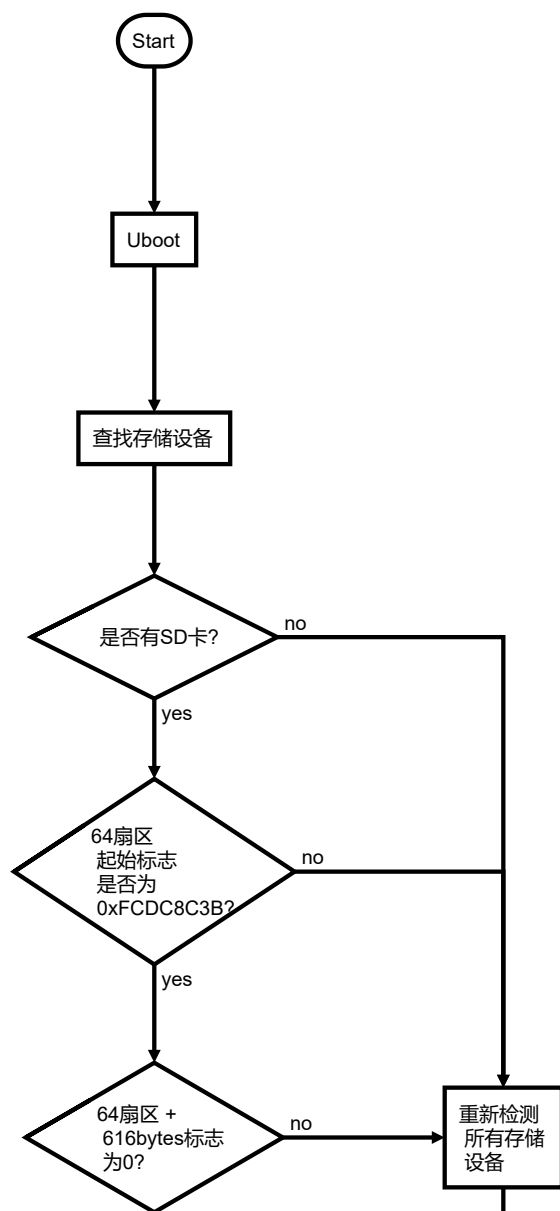 Start
Uboot
查找存储设备
是否有SD卡?
no
yes
64扇区
起始标志
是否为
0xFCDC8C3B?
no
yes
64扇区 +
616bytes标志
为0?
no
重新检测
所有存储
设备